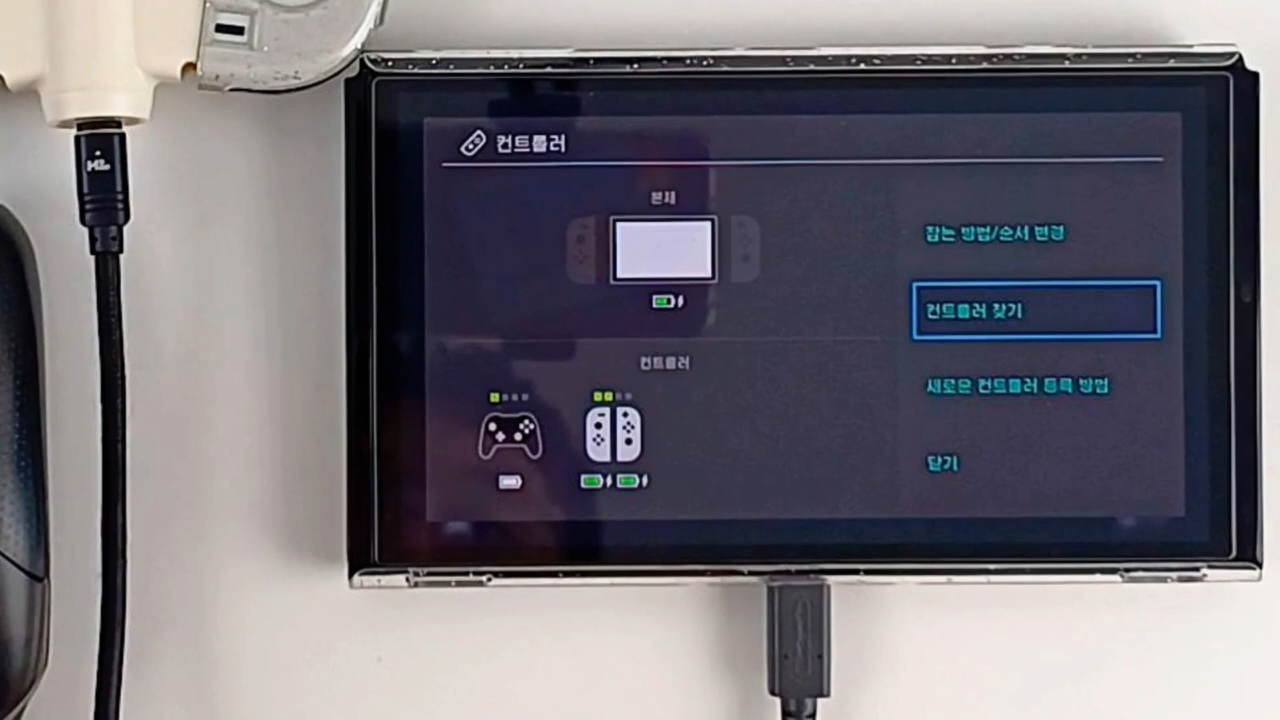 컨트롤러
본체
잡는 방법/순서 변경
컨트롤러 찾기
컨트롤러
새로운 컨트롤러 등록 방법
닫기